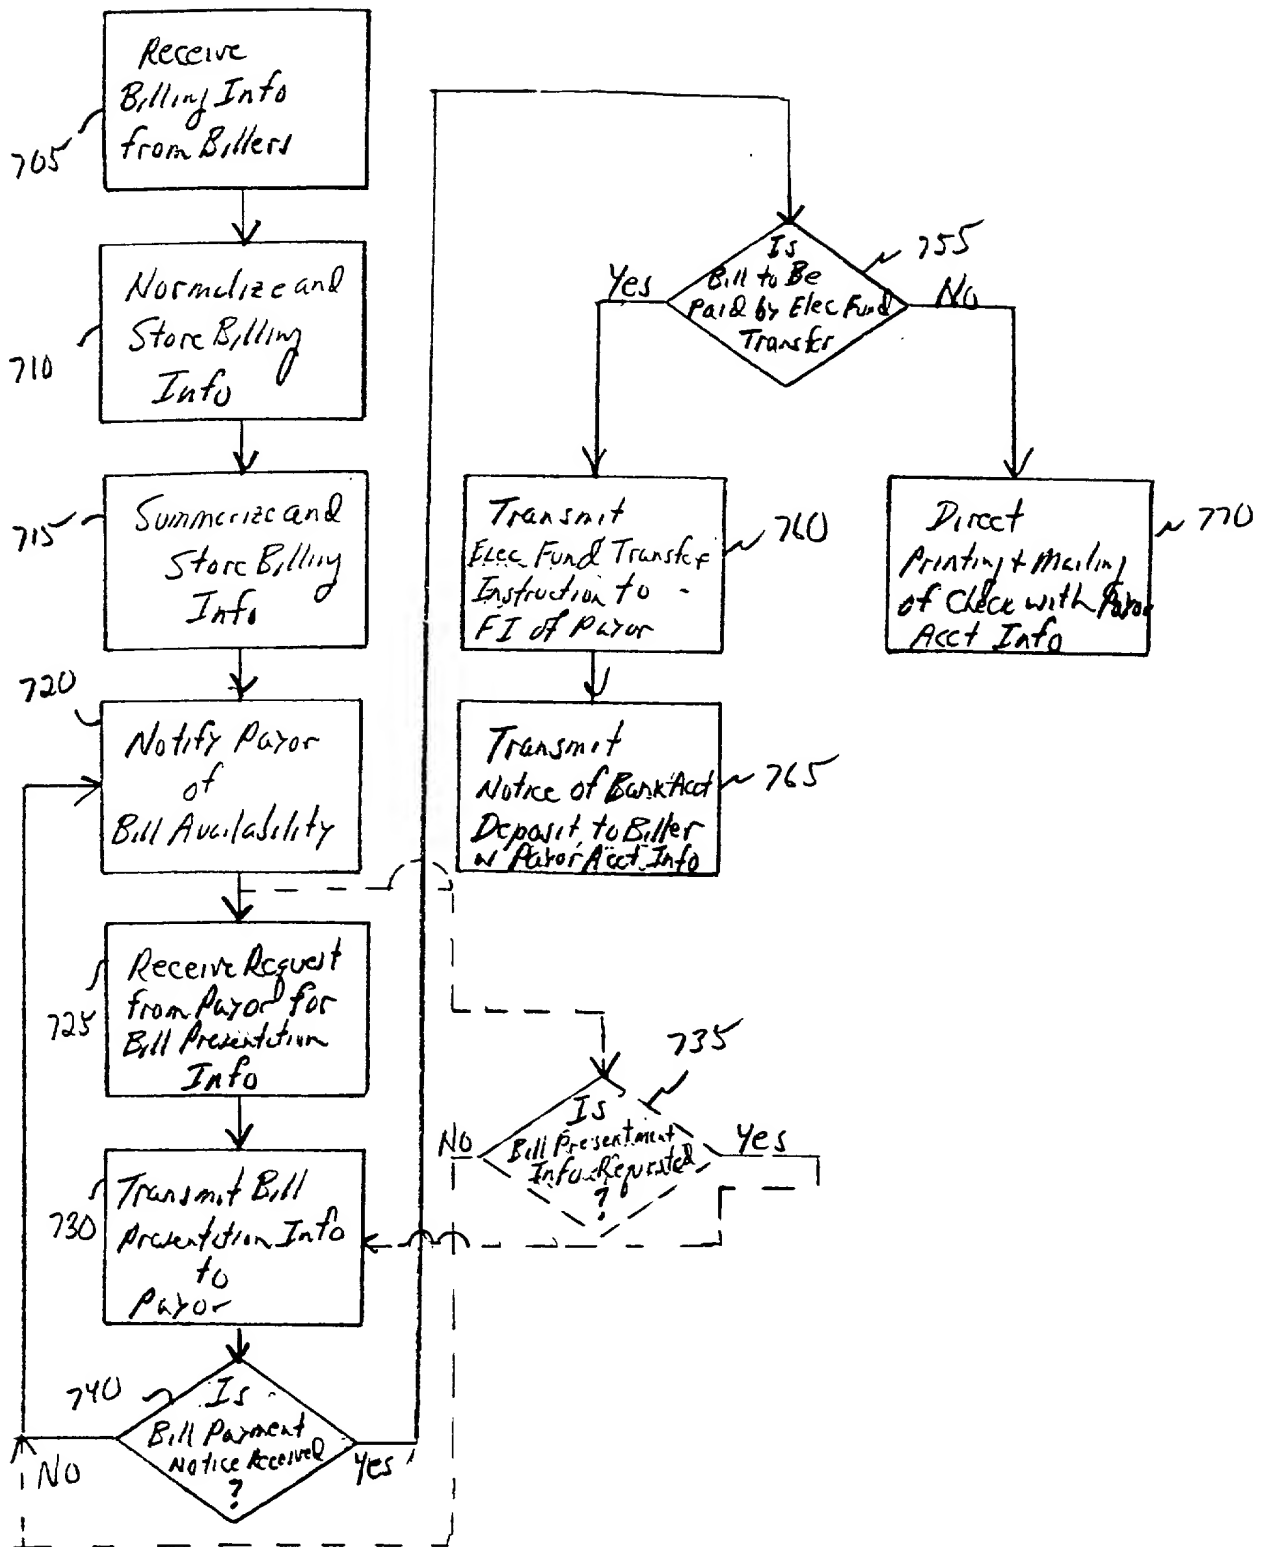 Receive
Billing Info
from Billers
705
Normalize and
Store Billing
Info
710
Summarize and
Store Billing
Info
715
720
Notify Payor
of
Bill Availability
Receive Request
from Payor for
Bill Presentation
Info
725
Transmit Bill
Presentation Info
to
Payor
730
740
Is
Bill Payment
Notice Received
?
No
Yes
Is
Bill to Be
Paid by Elec Fund
Transfer
755
Yes
No
Transmit
Elec Fund Transfer
Instruction to
FI of Payor
760
Direct
Printing + Mailing
of Check with Payor
Acct Info
770
Transmit
Notice of Bank Acct
Deposit to Biller
w Payor Acct Info
765
735
Is
Bill Presentment
Info Requested
?
No
Yes